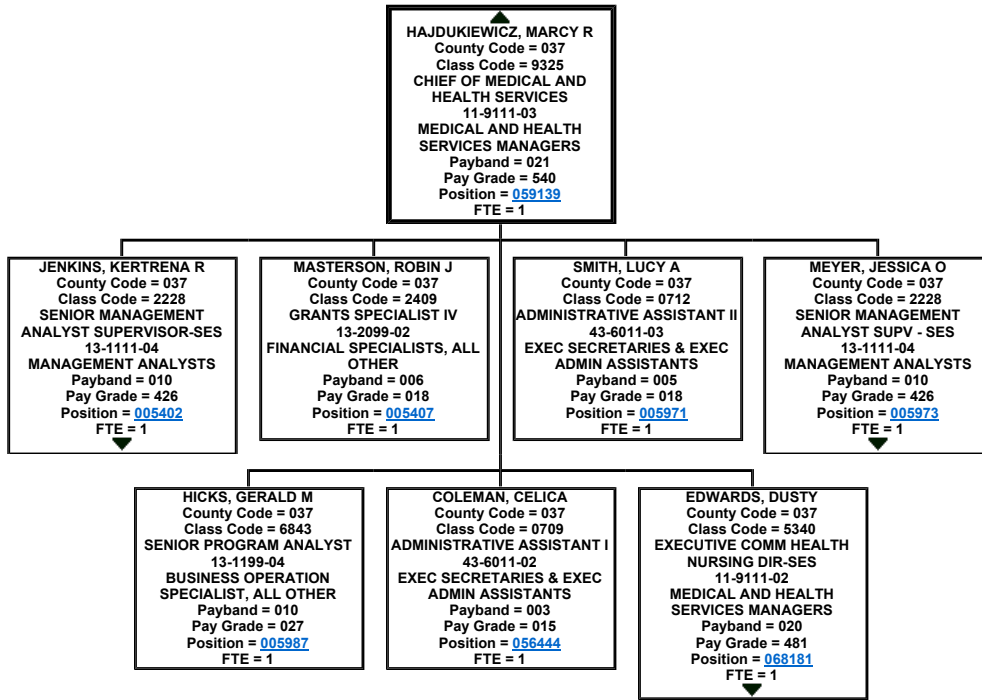 HAJDUKIEWICZ, MARCY R
County Code = 037
Class Code = 9325
CHIEF OF MEDICAL AND
HEALTH SERVICES
11-9111-03
MEDICAL AND HEALTH
SERVICES MANAGERS
Payband = 021
Pay Grade = 540
Position = 059139
FTE = 1
JENKINS, KERTRENA R
County Code = 037
Class Code = 2228
SENIOR MANAGEMENT
ANALYST SUPERVISOR-SES
13-1111-04
MANAGEMENT ANALYSTS
Payband = 010
Pay Grade = 426
Position = 005402
FTE = 1
MASTERSON, ROBIN J
County Code = 037
Class Code = 2409
GRANTS SPECIALIST IV
13-2099-02
FINANCIAL SPECIALISTS, ALL
OTHER
Payband = 006
Pay Grade = 018
Position = 005407
FTE = 1
SMITH, LUCY A
County Code = 037
Class Code = 0712
ADMINISTRATIVE ASSISTANT II
43-6011-03
EXEC SECRETARIES & EXEC
ADMIN ASSISTANTS
Payband = 005
Pay Grade = 018
Position = 005971
FTE = 1
MEYER, JESSICA O
County Code = 037
Class Code = 2228
SENIOR MANAGEMENT
ANALYST SUPV - SES
13-1111-04
MANAGEMENT ANALYSTS
Payband = 010
Pay Grade = 426
Position = 005973
FTE = 1
HICKS, GERALD M
County Code = 037
Class Code = 6843
SENIOR PROGRAM ANALYST
13-1199-04
BUSINESS OPERATION
SPECIALIST, ALL OTHER
Payband = 010
Pay Grade = 027
Position = 005987
FTE = 1
COLEMAN, CELICA
County Code = 037
Class Code = 0709
ADMINISTRATIVE ASSISTANT I
43-6011-02
EXEC SECRETARIES & EXEC
ADMIN ASSISTANTS
Payband = 003
Pay Grade = 015
Position = 056444
FTE = 1
EDWARDS, DUSTY
County Code = 037
Class Code = 5340
EXECUTIVE COMM HEALTH
NURSING DIR-SES
11-9111-02
MEDICAL AND HEALTH
SERVICES MANAGERS
Payband = 020
Pay Grade = 481
Position = 068181
FTE = 1